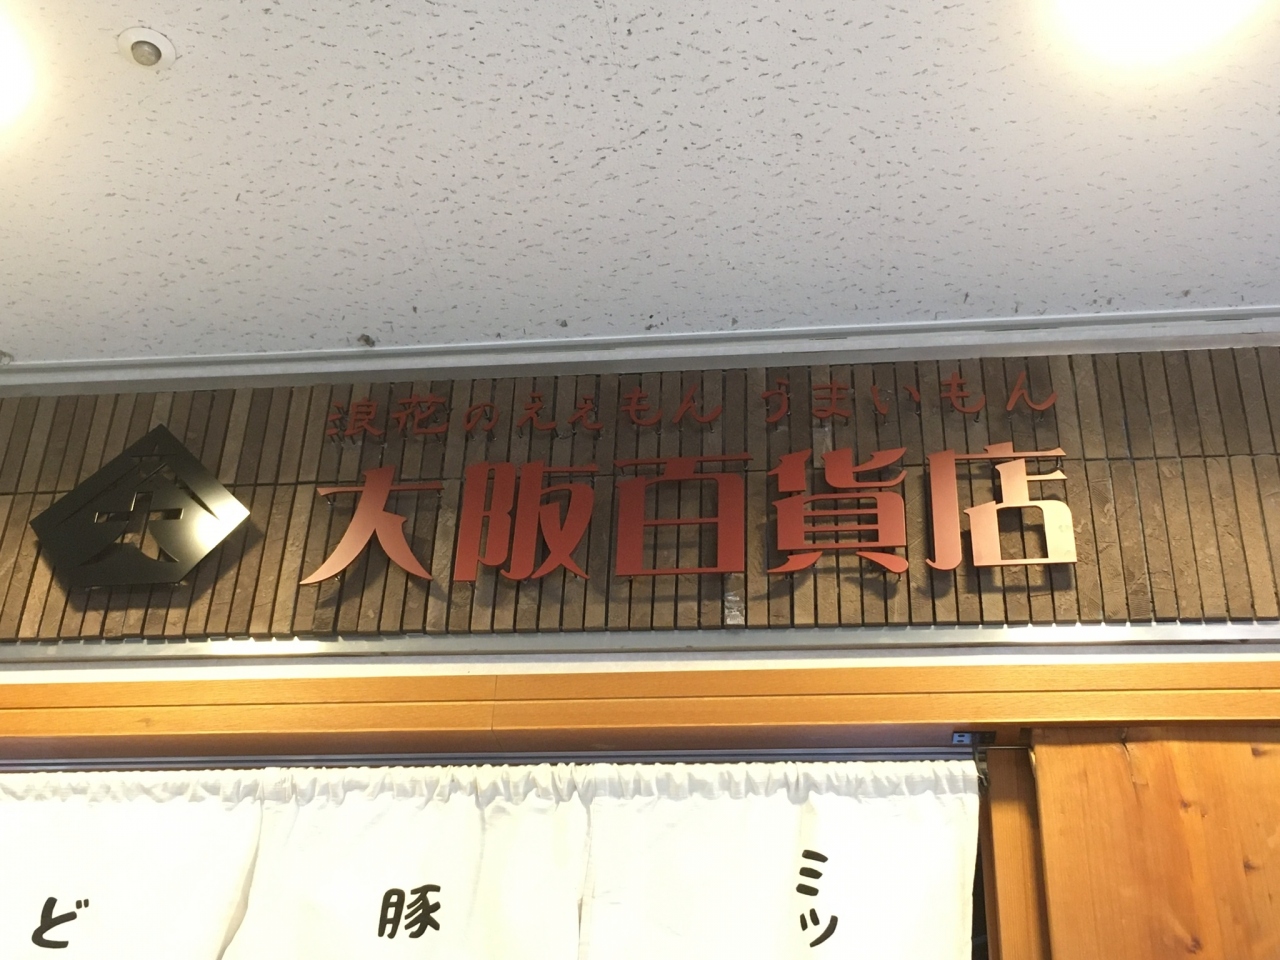 浪花のええもん うまいもん
大阪百貨店
ど
豚
ミツ